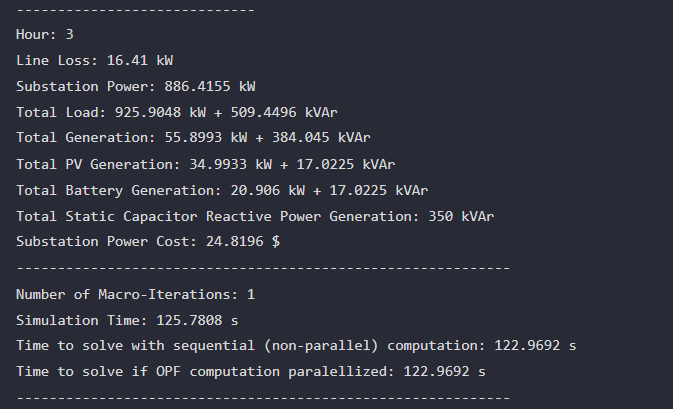 -----------------------------
Hour: 3
Line Loss: 16.41 kW
Substation Power: 886.4155 kW
Total Load: 925.9048 kW + 509.4496 kVAr
Total Generation: 55.8993 kW + 384.045 kVAr
Total PV Generation: 34.9933 kW + 17.0225 kVAr
Total Battery Generation: 20.906 kW + 17.0225 kVAr
Total Static Capacitor Reactive Power Generation: 350 kVAr
Substation Power Cost: 24.8196 $
------------------------------------------------------------
Number of Macro-Iterations: 1
Simulation Time: 125.7808 s
Time to solve with sequential (non-parallel) computation: 122.9692 s
Time to solve if OPF computation paralellized: 122.9692 s
------------------------------------------------------------